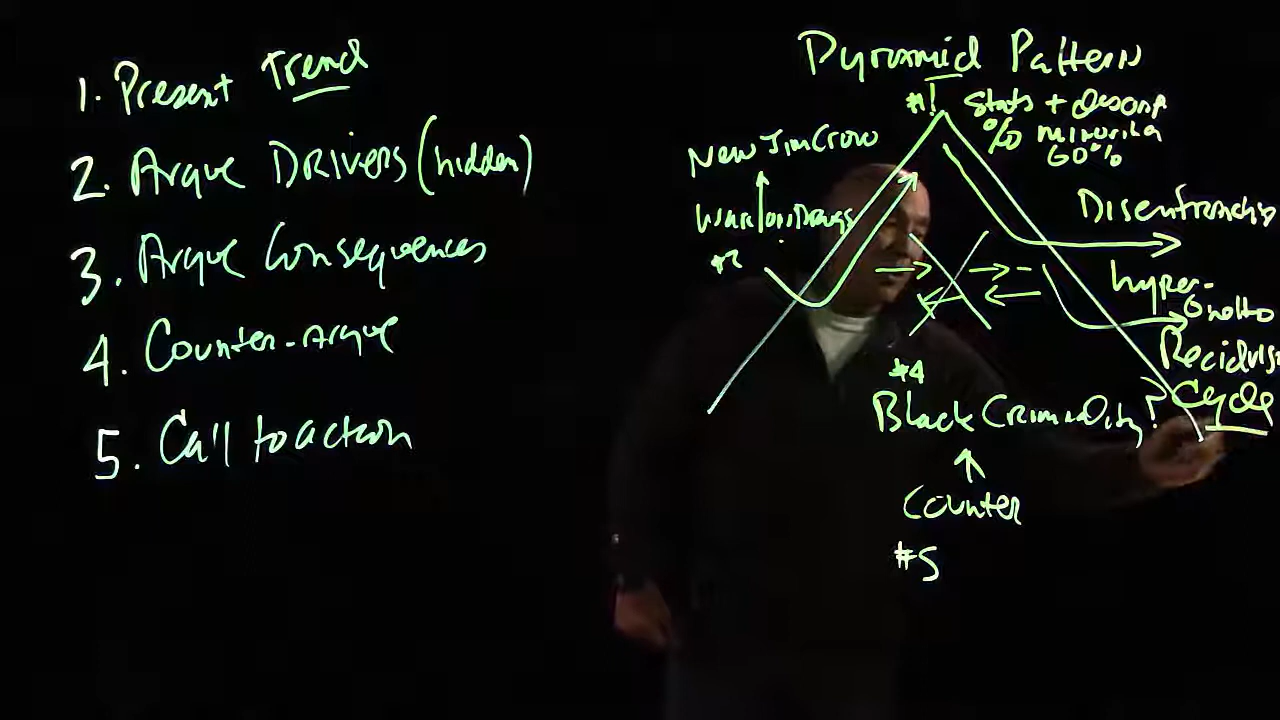 1. Present Trend
2. Argue Drivers (hidden)
3. Argue Consequences
4. Counter-Argue
5. Call to action
Pyramid Pattern
#1! Stats + Descrip
% minorities
60%
New Jim Crow
War on Drugs
#2
Disenfranchis
hyper-
Ghetto
Recidivis
Cycle
#4
Black Criminality?
Counter
#5